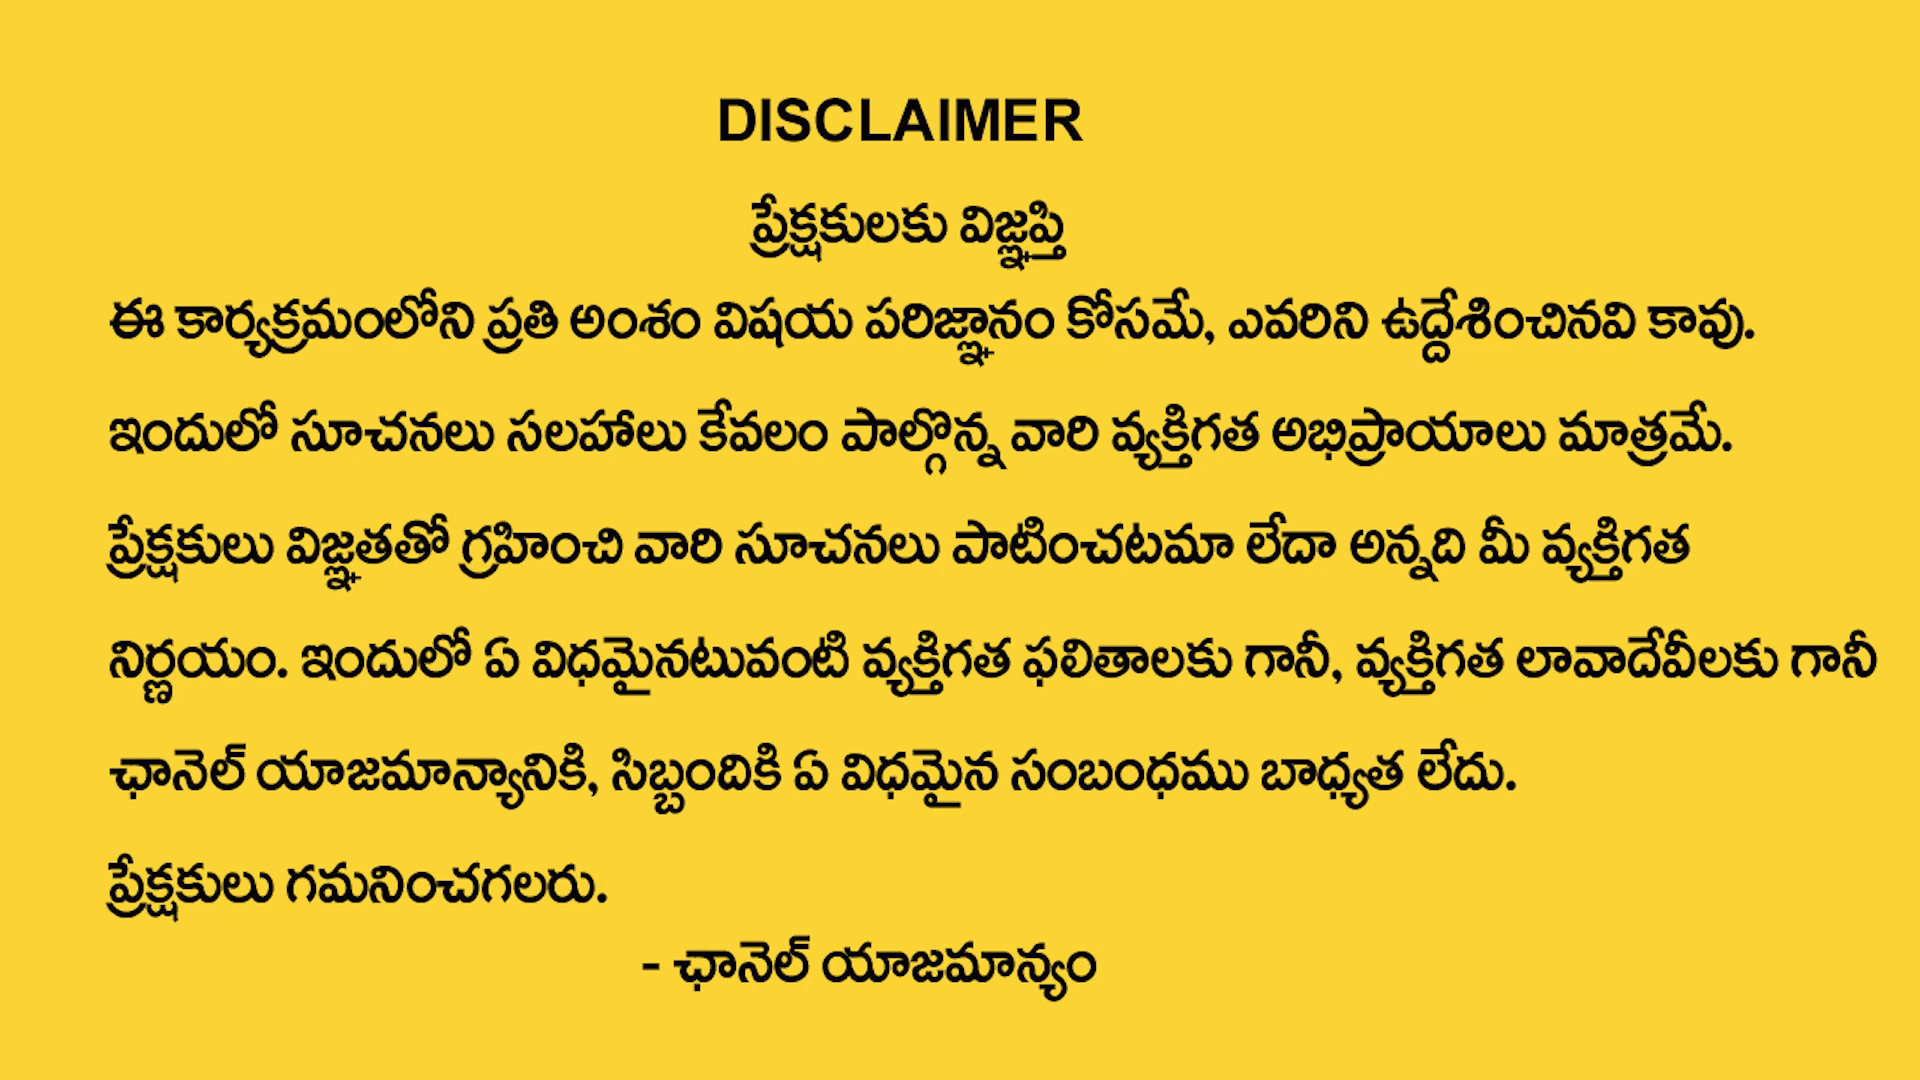 DISCLAIMER
ప్రేక్షకులకు విజ్ఞప్తి
ఈ కార్యక్రమంలోని ప్రతి అంశం విషయ పరిజ్ఞానం కోసమే, ఎవరిని ఉద్దేశించినవి కావు.
ఇందులో సూచనలు సలహాలు కేవలం పాల్గొన్న వారి వ్యక్తిగత అభిప్రాయాలు మాత్రమే.
ప్రేక్షకులు విజ్ఞతతో గ్రహించి వారి సూచనలు పాటించటమా లేదా అన్నది మీ వ్యక్తిగత
నిర్ణయం. ఇందులో ఏ విధమైనటువంటి వ్యక్తిగత ఫలితాలకు గానీ, వ్యక్తిగత లావాదేవీలకు గానీ
ఛానెల్ యాజమాన్యానికి, సిబ్బందికి ఏ విధమైన సంబంధము బాధ్యత లేదు.
ప్రేక్షకులు గమనించగలరు.
- ఛానెల్ యాజమాన్యం